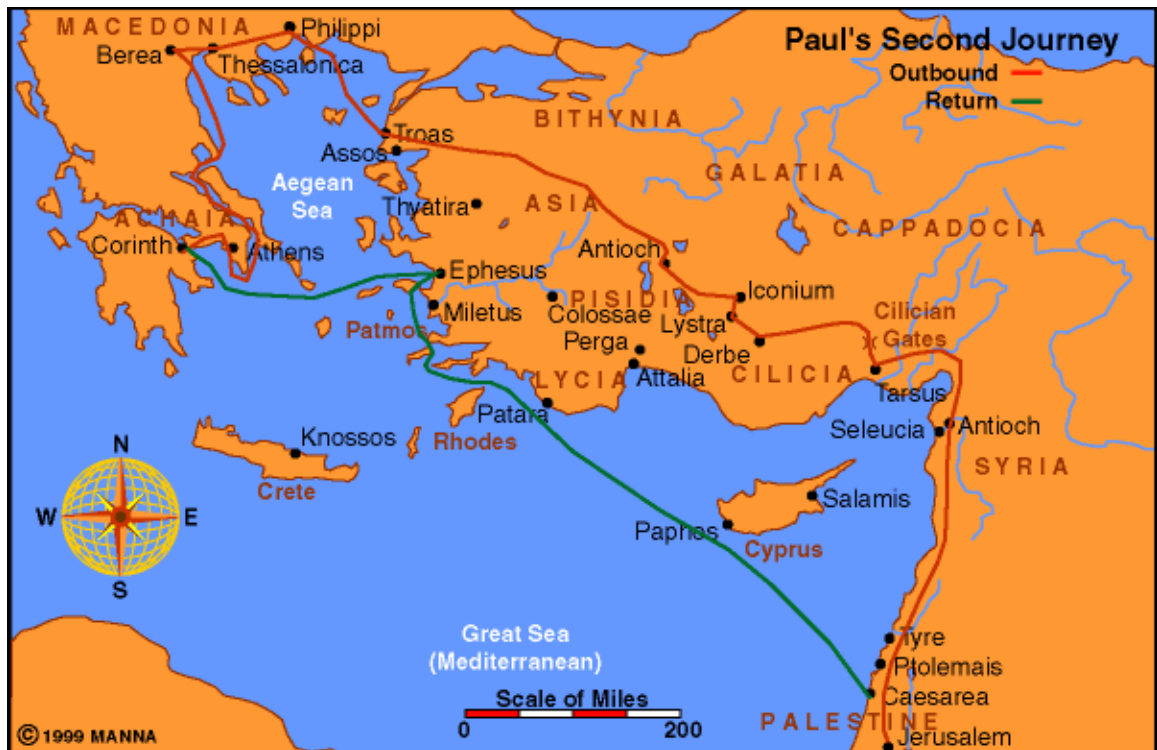 Paul's Second Journey
Outbound
Return
MACEDONIA
Philippi
Berea
Thessalonica
BITHYNIA
Troas
Assos
GALATIA
Aegean
Sea
Thyatira
ASIA
ACHAIA
CAPPADOCIA
Corinth
Athens
Antioch
Ephesus
Iconium
PISIDIA
Miletus
Colossae
Lystra
Cilician
Gates
Patmos
Perga
Derbe
LYCIA
Attalia
CILICIA
Tarsus
Patara
Seleucia
Antioch
Knossos
Rhodes
SYRIA
Crete
Salamis
Paphos
Cyprus
N
W
E
S
Great Sea
(Mediterranean)
Tyre
Ptolemais
Scale of Miles
Caesarea
0
200
PALESTINE
Jerusalem
© 1999 MANNA